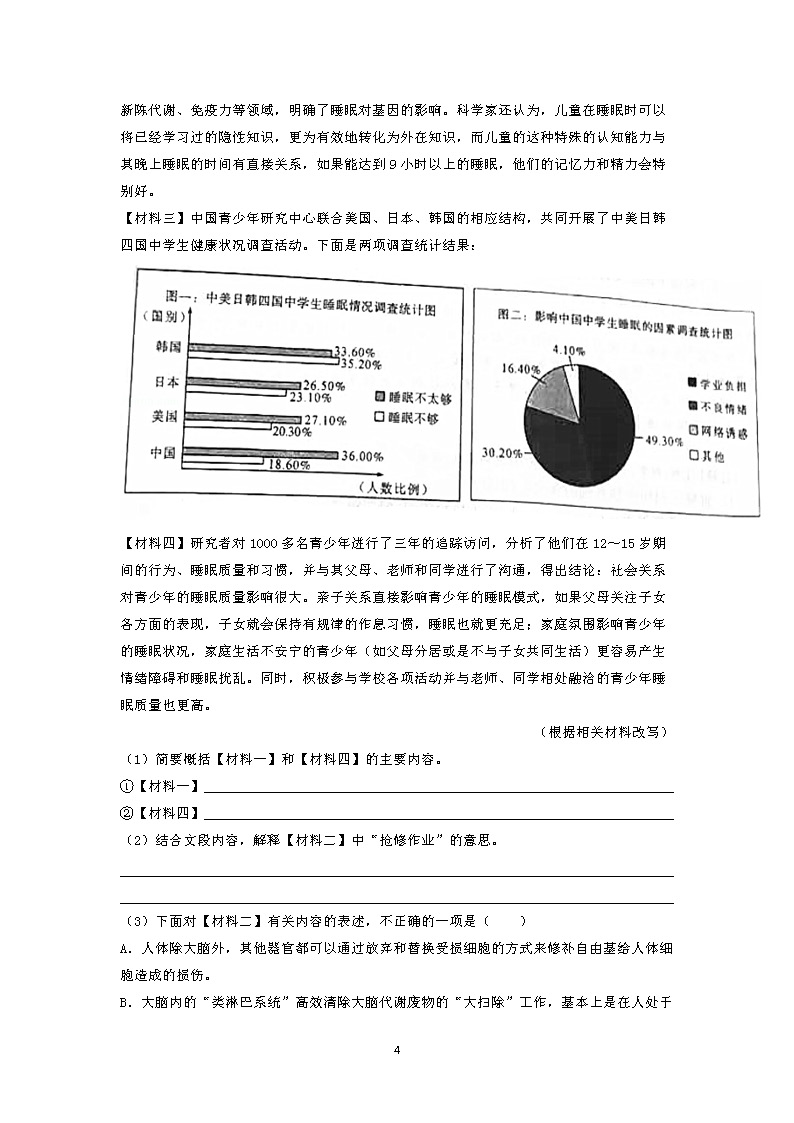 新陈代谢、免疫力等领域，明确了睡眠对基因的影响。科学家还认为，儿童在睡眠时可以
将已经学习过的隐性知识，更为有效地转化为外在知识，而儿童的这种特殊的认知能力与
其晚上睡眠的时间有直接关系，如果能达到9小时以上的睡眠，他们的记忆力和精力会特
别好。
【材料三】中国青少年研究中心联合美国、日本、韩国的相应结构，共同开展了中美日韩
四国中学生健康状况调查活动。下面是两项调查统计结果：
图一：中美日韩四国中学生睡眠情况调查统计图
（国别）
韩国
33.60%
35.20%
日本
26.50%
23.10%
美国
27.10%
20.30%
中国
36.00%
18.60%
睡眠不太够
睡眠不够
（人数比例）
图二：影响中国中学生睡眠的因素调查统计图
4.10%
16.40%
30.20%
49.30%
学业负担
不良情绪
网络诱惑
其他
【材料四】研究者对1000多名青少年进行了三年的追踪访问，分析了他们在12～15岁期
间的行为、睡眠质量和习惯，并与其父母、老师和同学进行了沟通，得出结论：社会关系
对青少年的睡眠质量影响很大。亲子关系直接影响青少年的睡眠模式，如果父母关注子女
各方面的表现，子女就会保持有规律的作息习惯，睡眠也就更充足；家庭氛围影响青少年
的睡眠状况，家庭生活不安宁的青少年（如父母分居或是不与子女共同生活）更容易产生
情绪障碍和睡眠扰乱。同时，积极参与学校各项活动并与老师、同学相处融洽的青少年睡
眠质量也更高。
（根据相关材料改写）
（1）简要概括【材料一】和【材料四】的主要内容。
①【材料一】
②【材料四】
（2）结合文段内容，解释【材料二】中“抢修作业”的意思。
（3）下面对【材料二】有关内容的表述，不正确的一项是（　　）
A．人体除大脑外，其他器官都可以通过放弃和替换受损细胞的方式来修补自由基给人体细
胞造成的损伤。
B．大脑内的“类淋巴系统”高效清除大脑代谢废物的“大扫除”工作，基本上是在人处于
4